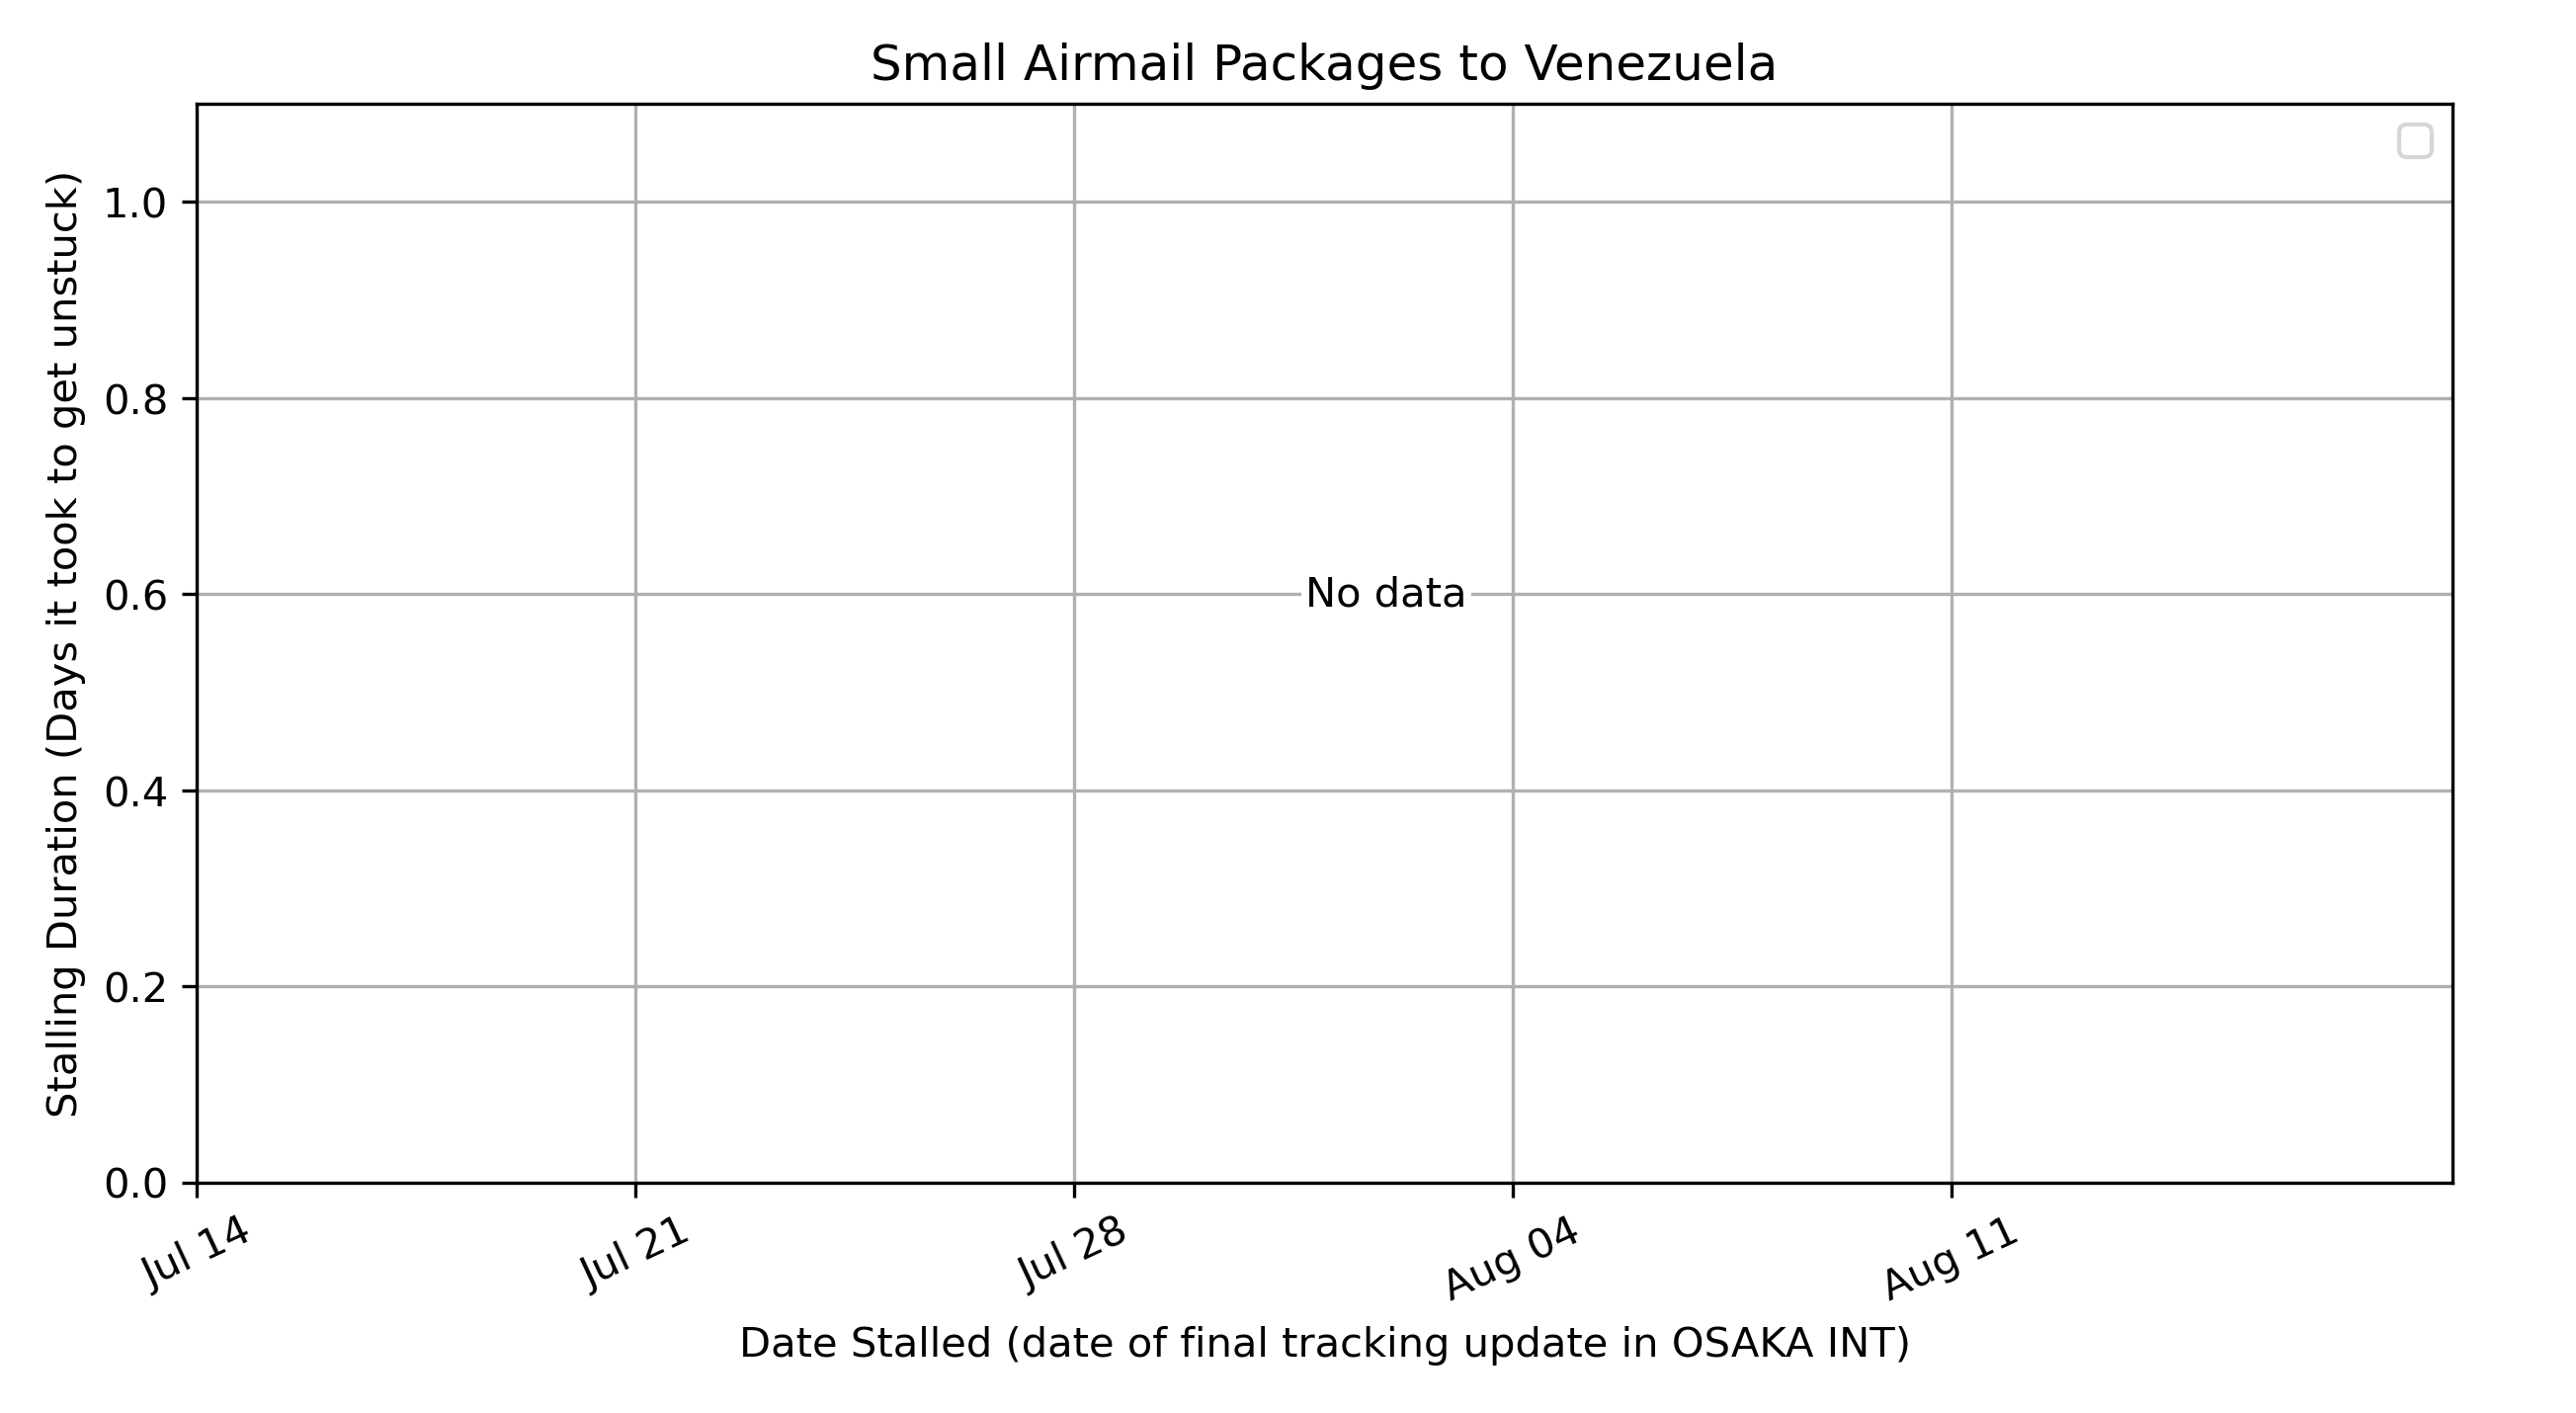 Small Airmail Packages to Venezuela
Stalling Duration (Days it took to get unstuck)
1.0
0.8
0.6
0.4
0.2
0.0
No data
Jul 14
Jul 21
Jul 28
Aug 04
Aug 11
Date Stalled (date of final tracking update in OSAKA INT)